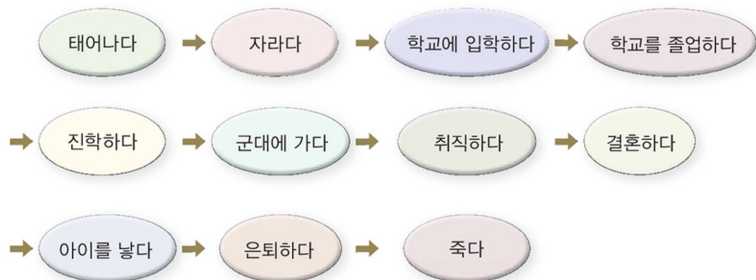 태어나다 자라다 학교에 입학하다 학교를 졸업하다
진학하다 군대에 가다 취직하다 결혼하다
아이를 낳다 은퇴하다 죽다